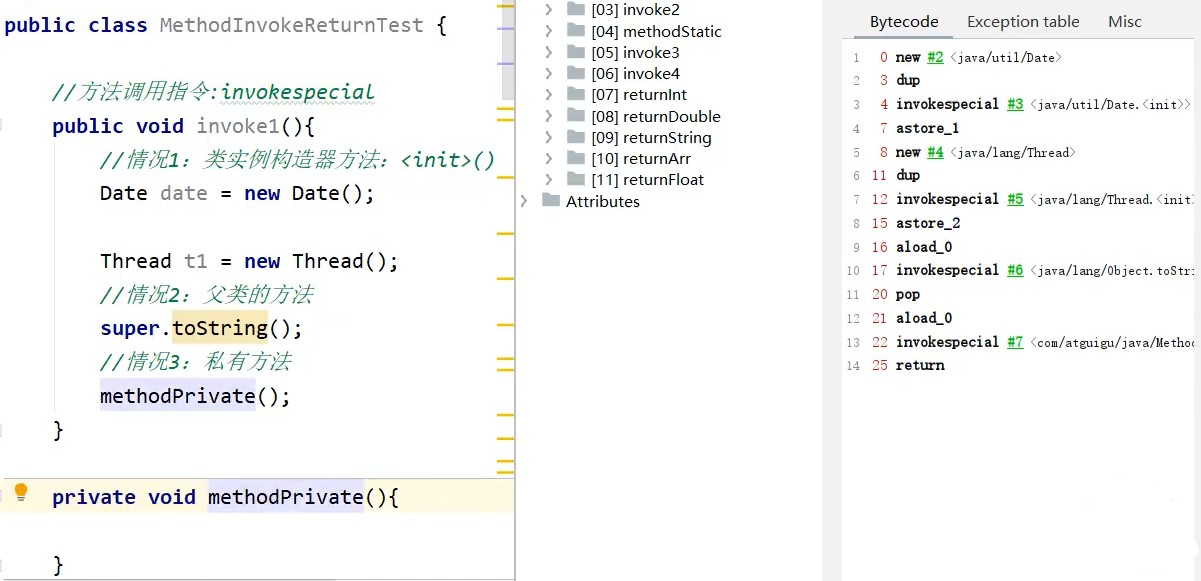 public class MethodInvokeReturnTest {
//方法调用指令:invokespecial
public void invoke1(){
//情况1：类实例构造器方法：<init>()
Date date = new Date();
Thread t1 = new Thread();
//情况2：父类的方法
super.toString();
//情况3：私有方法
methodPrivate();
}
private void methodPrivate(){
}
[03] invoke2
[04] methodStatic
[05] invoke3
[06] invoke4
[07] returnInt
[08] returnDouble
[09] returnString
[10] returnArr
[11] returnFloat
Attributes
Bytecode Exception table Misc
1 0 new #2 <java/util/Date>
2 3 dup
3 4 invokespecial #3 <java/util/Date.<init>>
4 7 astore_1
5 8 new #4 <java/lang/Thread>
6 11 dup
7 12 invokespecial #5 <java/lang/Thread.<init>
8 15 astore_2
9 16 aload_0
10 17 invokespecial #6 <java/lang/Object.toStri
11 20 pop
12 21 aload_0
13 22 invokespecial #7 <com/atguigu/java/Metho
14 25 return